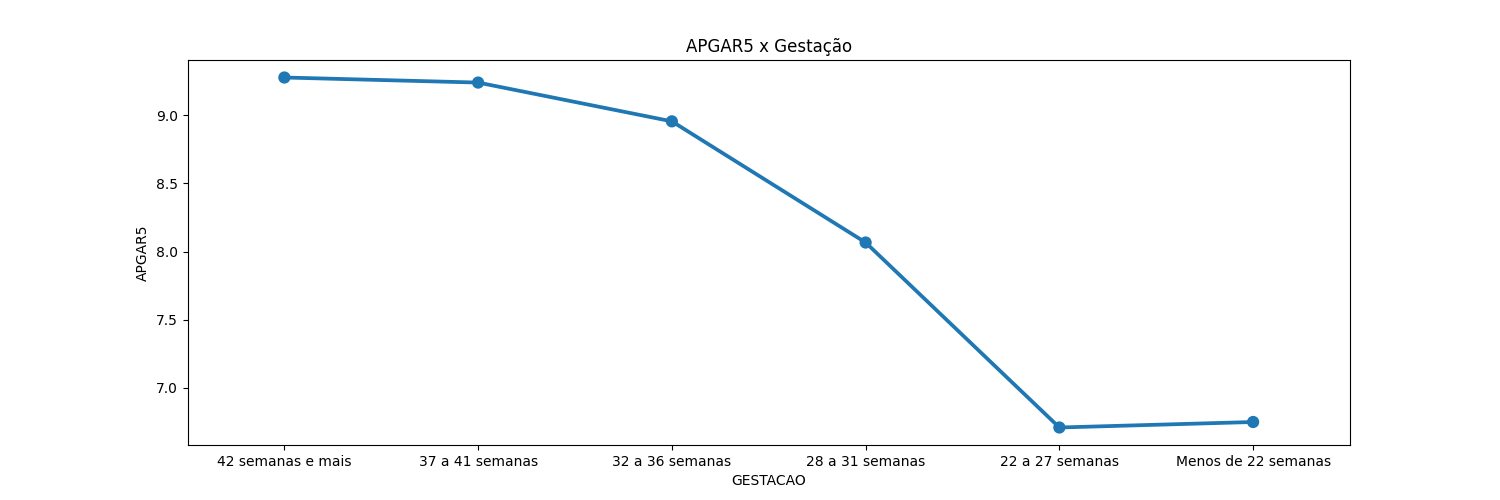 APGAR5 x Gestação
9.0
8.5
8.0
7.5
7.0
APGAR5
42 semanas e mais
37 a 41 semanas
32 a 36 semanas
28 a 31 semanas
22 a 27 semanas
Menos de 22 semanas
GESTACAO